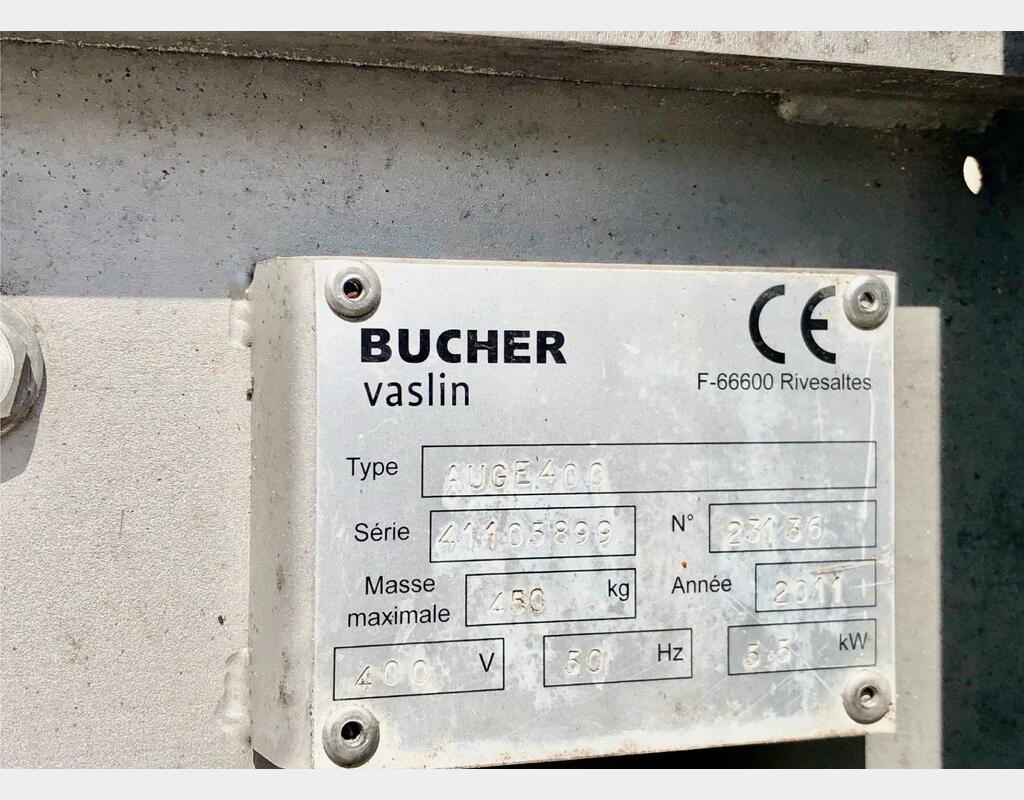 BUCHER
vaslin
CE
F-66600 Rivesaltes
Type AUGE400
Série 41105899 N° 23136
Masse maximale 450 kg Année 2011
400 V 50 Hz 5.5 kW